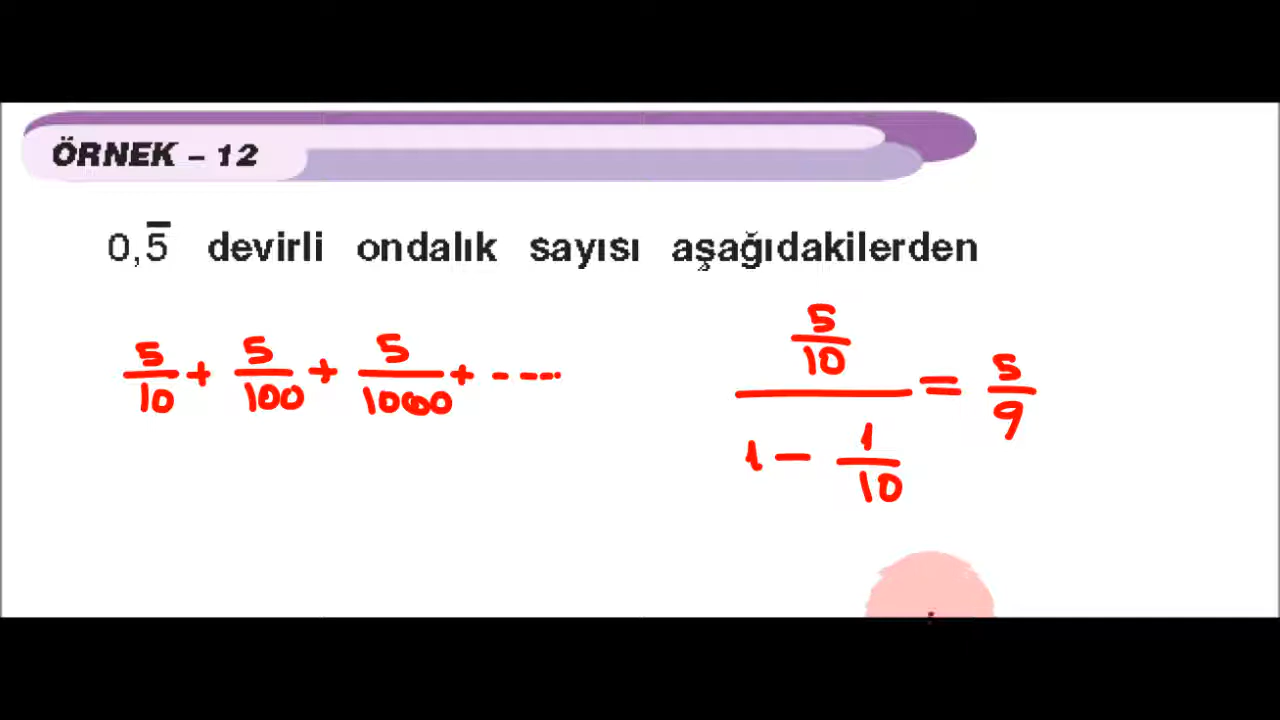 ÖRNEK – 12
0,5̅ devirli ondalık sayısı aşağıdakilerden
5/10 + 5/100 + 5/1000 + -----
(5/10)/(1 - 1/10) = 5/9